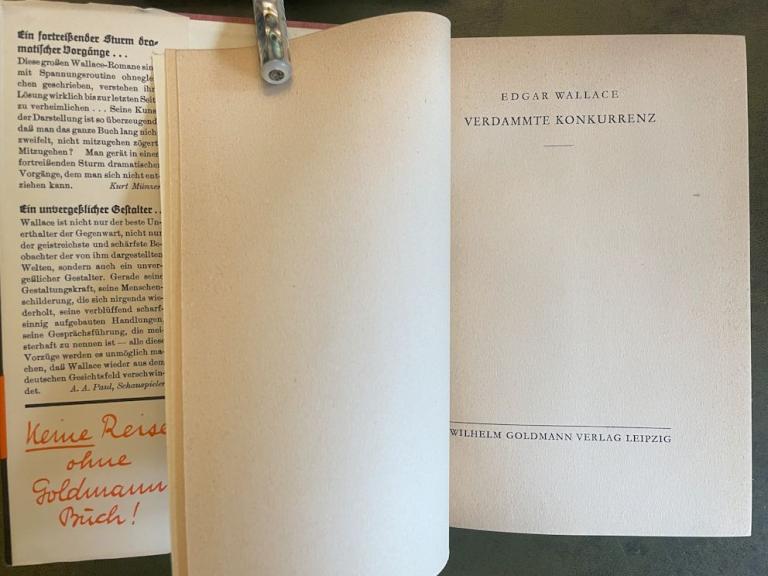 Ein fortreißender Sturm dra-
matischer Vorgänge . . .
Diese großen Wallace-Romane sin
mit Spannungsroutine ohnegle
chen geschrieben, verstehen ihr
Lösung wirklich bis zur letzten Seit
zu verheimlichen . . . Seine Kuns
der Darstellung ist so überzeugend
daß man das ganze Buch lang nich
zweifelt, nicht mitzugehen zögert
Mitzugehen? Man gerät in einen
fortreißenden Sturm dramatischer
Vorgänge, dem man sich nicht ent-
ziehen kann. Kurt Münzer
Ein unvergeßlicher Gestalter . .
Wallace ist nicht nur der beste Un-
erthalter der Gegenwart, nicht nur
der geistreichste und schärfste Be-
obachter der von ihm dargestellten
Welten, sondern auch ein unver-
geßlicher Gestalter. Gerade seine
Gestaltungskraft, seine Menschen-
schilderung, die sich nirgends wie-
derholt, seine verblüffend scharf-
sinnig aufgebauten Handlungen,
seine Gesprächsführung, die mei-
sterhaft zu nennen ist — alle diese
Vorzüge werden es unmöglich ma-
chen, daß Wallace wieder aus dem
deutschen Gesichtsfeld verschwin-
det. A. A. Paul, Schauspieler
Keine Reise
ohne
Goldmann
Buch!
EDGAR WALLACE
VERDAMMTE KONKURRENZ
WILHELM GOLDMANN VERLAG LEIPZIG